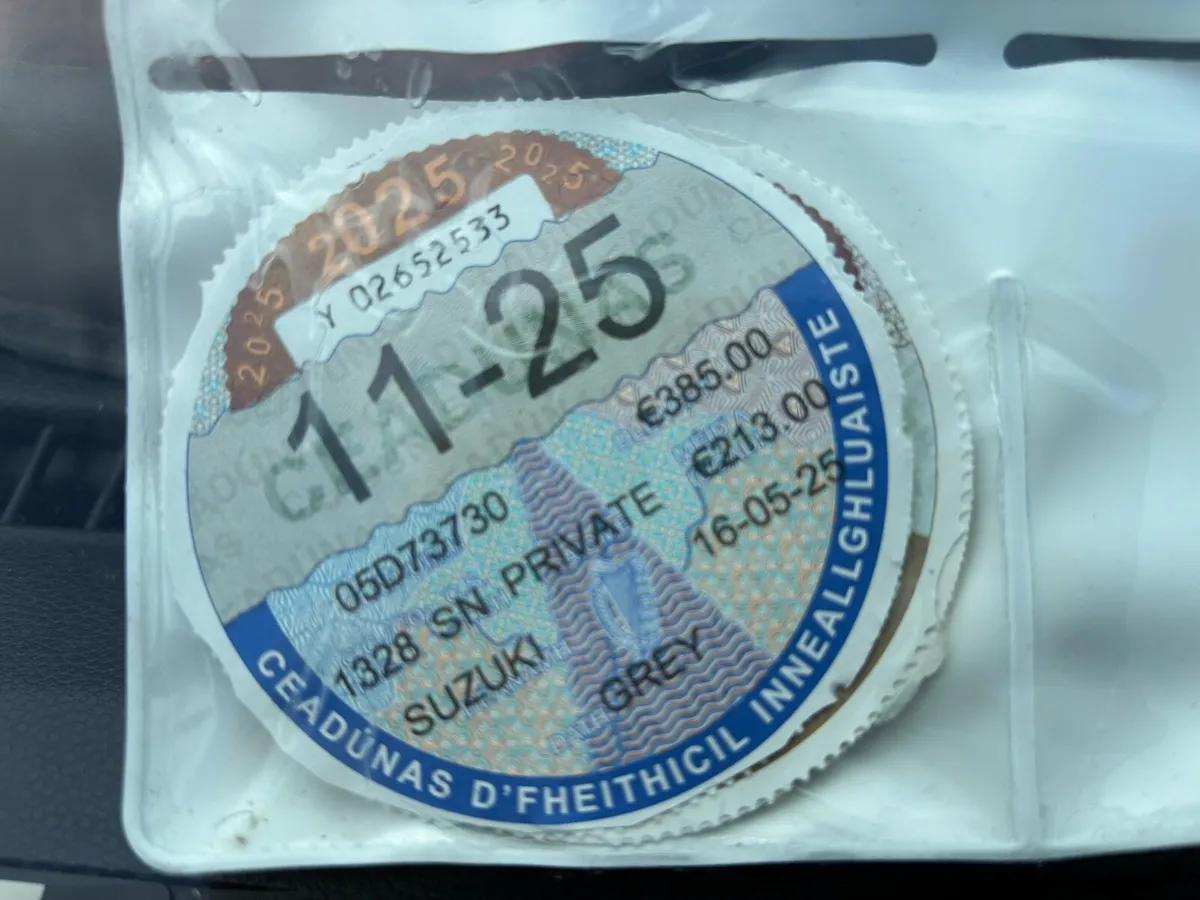 2025 2025 2025
Y 02652533
11-25
CEADÚNAS
€385.00
05D73730 €213.00
1328 SN PRIVATE 16-05-25
SUZUKI GREY
CEADÚNAS D'FHEITHICIL INNEALLGHLUAISTE